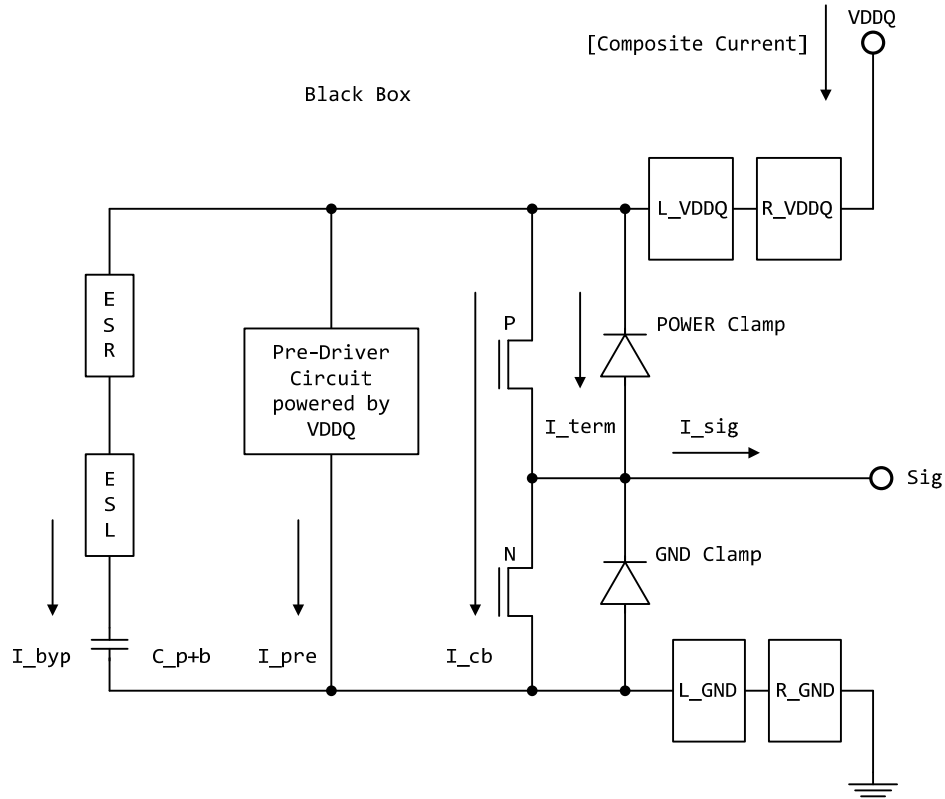 VDDQ
[Composite Current]
Black Box
L_VDDQ
R_VDDQ
E
S
R
P
POWER Clamp
Pre-Driver
Circuit
powered by
VDDQ
I_term
I_sig
E
S
L
Sig
N
GND Clamp
I_byp
C_p+b
I_pre
I_cb
L_GND
R_GND